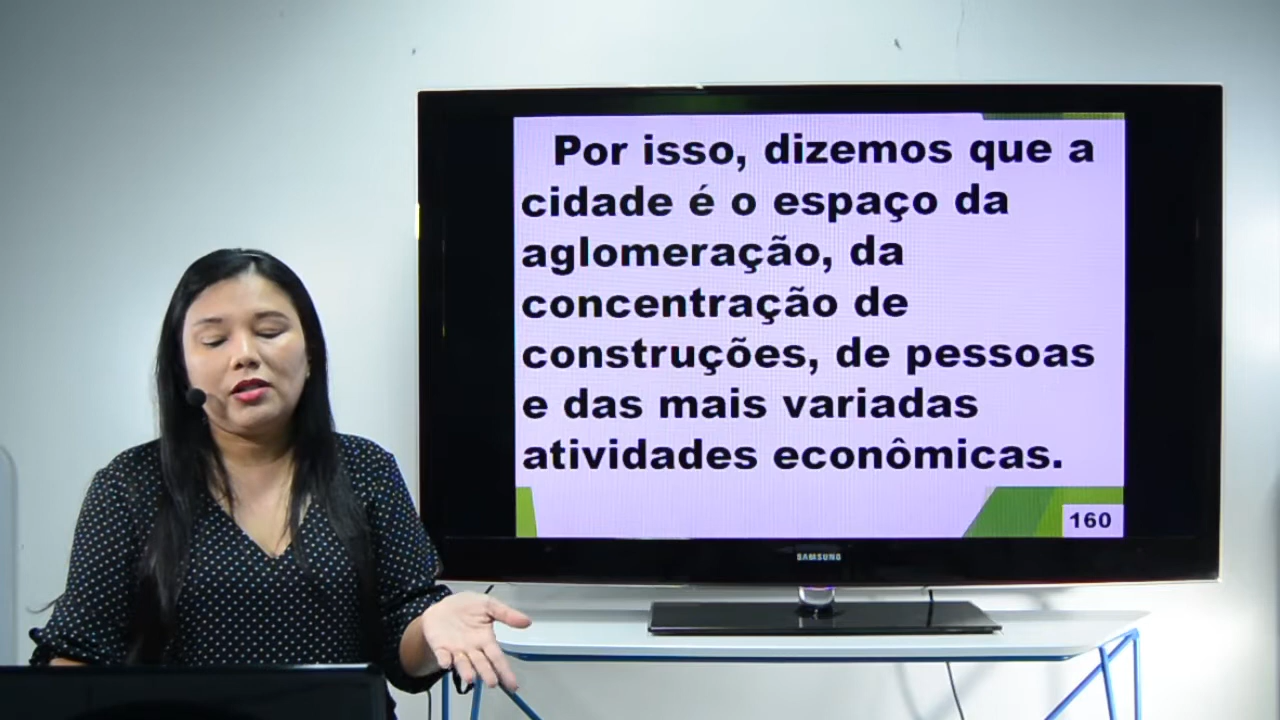 Por isso, dizemos que a
cidade é o espaço da
aglomeração, da
concentração de
construções, de pessoas
e das mais variadas
atividades econômicas.
160
SAMSUNG